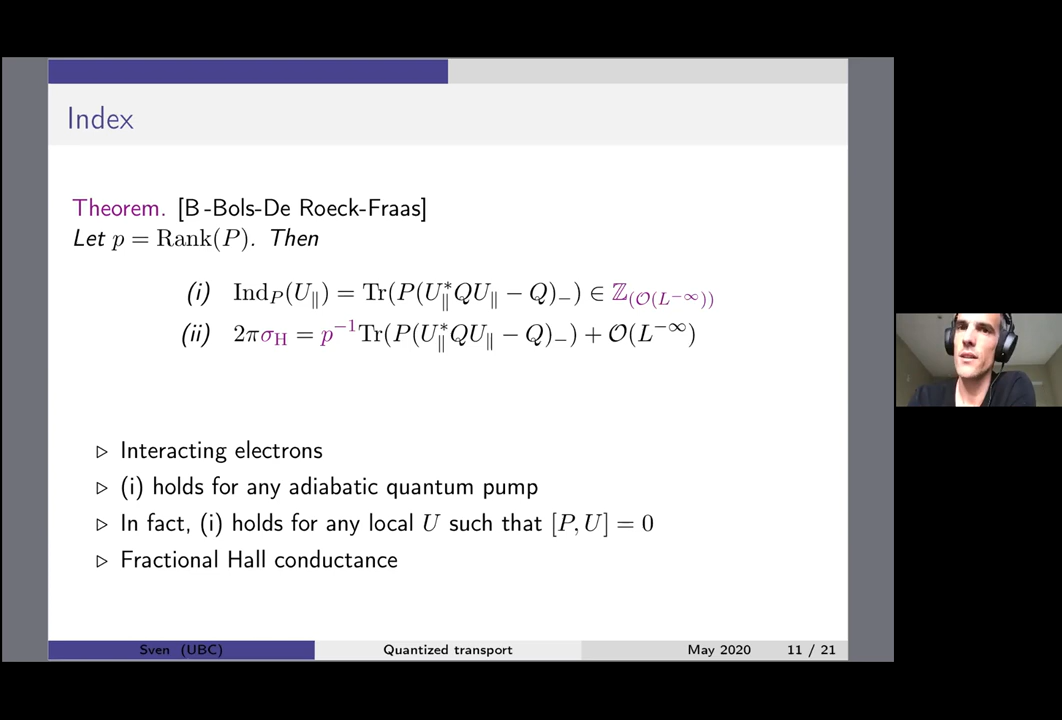 Index
Theorem. [B-Bols-De Roeck-Fraas]
Let p = Rank(P). Then
(i) Ind_P(U_∥) = Tr(P(U_∥^*QU_∥ − Q)_−) ∈ ℤ_(𝒪(L^{−∞}))
(ii) 2πσ_H = p^{−1}Tr(P(U_∥^*QU_∥ − Q)_−) + 𝒪(L^{−∞})
▷ Interacting electrons
▷ (i) holds for any adiabatic quantum pump
▷ In fact, (i) holds for any local U such that [P, U] = 0
▷ Fractional Hall conductance
Sven (UBC) Quantized transport May 2020 11 / 21